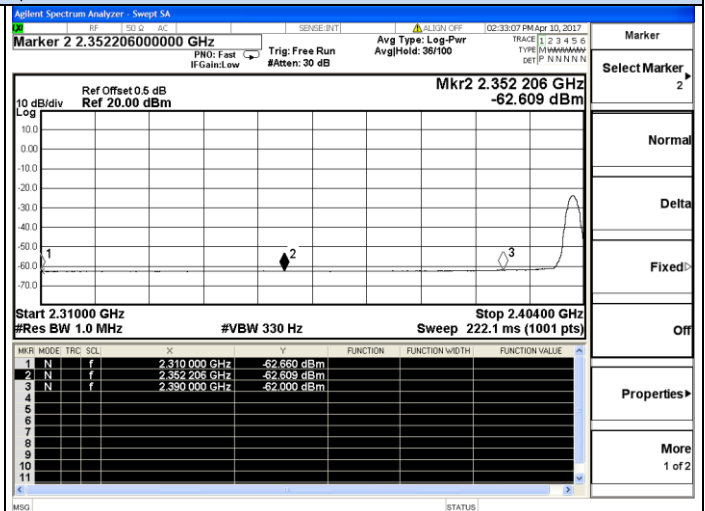 Agilent Spectrum Analyzer - Swept SA
RF 50 Ω AC SENSE:INT ALIGN OFF 02:33:07 PM Apr 10, 2017
Marker 2 2.352206000000 GHz
PNO: Fast
IFGain:Low
Trig: Free Run
#Atten: 30 dB
Avg Type: Log-Pwr
Avg|Hold: 36/100
TRACE 1 2 3 4 5 6
TYPE M W W W W W
DET P N N N N N
Marker
Select Marker
2
Normal
Delta
Fixed
Off
Properties
More
1 of 2
Ref Offset 0.5 dB
10 dB/div Ref 20.00 dBm
Log
Mkr2 2.352 206 GHz
-62.609 dBm
10.0
0.00
-10.0
-20.0
-30.0
-40.0
-50.0
-60.0
-70.0
1
2
3
Start 2.31000 GHz Stop 2.40400 GHz
#Res BW 1.0 MHz #VBW 330 Hz Sweep 222.1 ms (1001 pts)
MKR MODE TRC SCL X Y FUNCTION FUNCTION WIDTH FUNCTION VALUE
1 N f 2.310 000 GHz -62.660 dBm
2 N f 2.352 206 GHz -62.609 dBm
3 N f 2.390 000 GHz -62.000 dBm
4
5
6
7
8
9
10
11
MSG STATUS